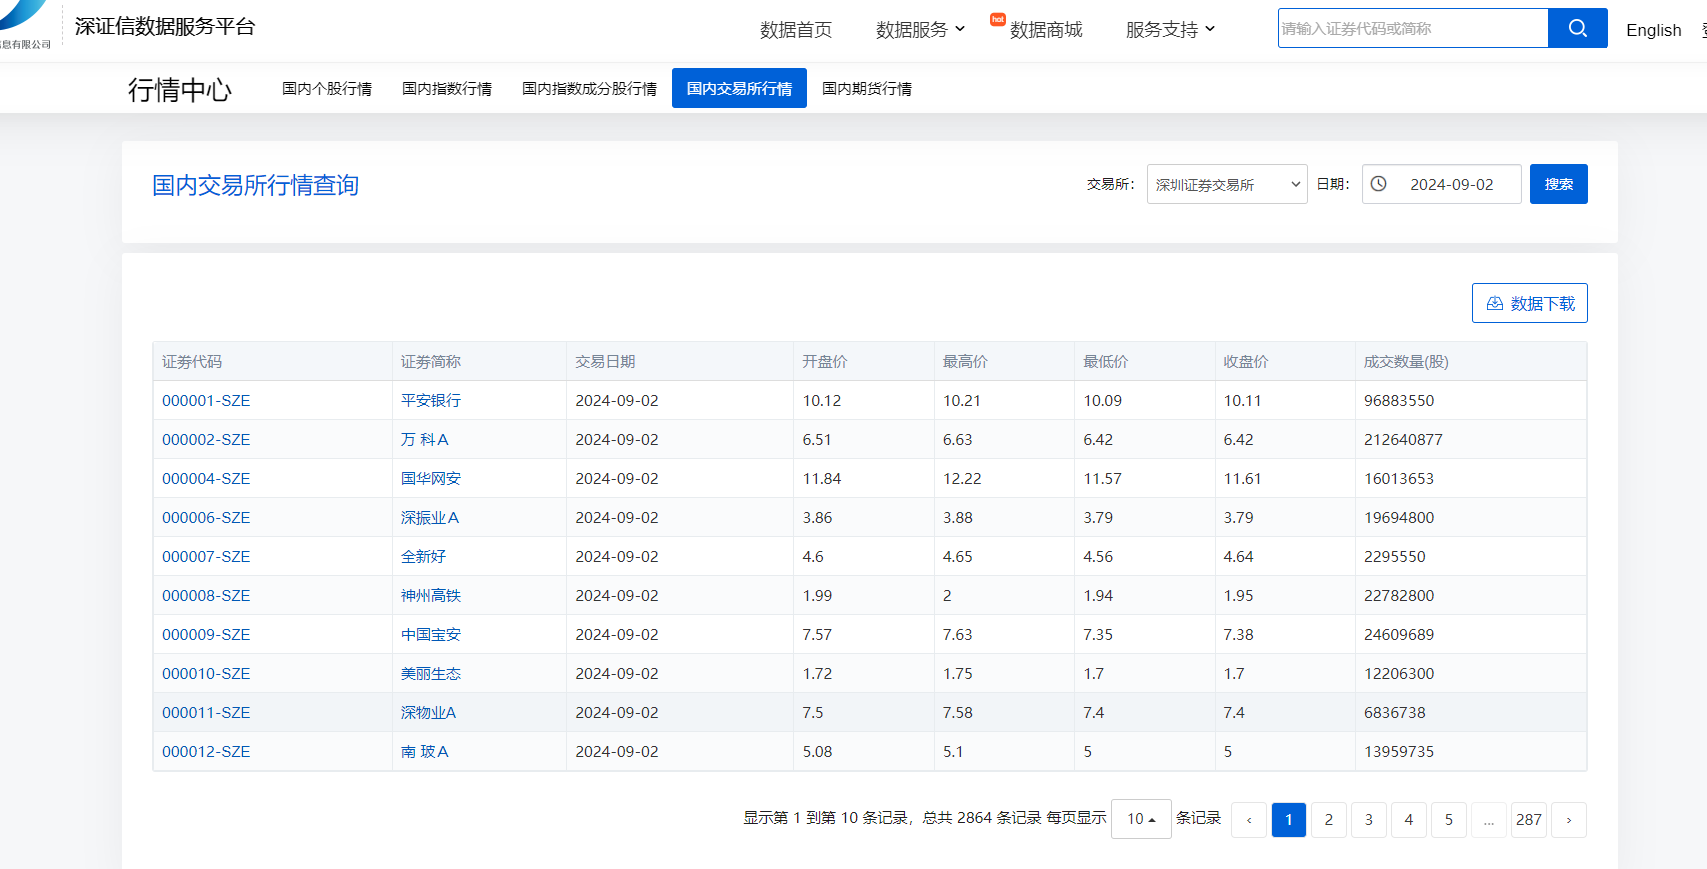 深证信数据服务平台
息有限公司
数据首页 数据服务 hot 数据商城 服务支持 请输入证券代码或简称 English
行情中心 国内个股行情 国内指数行情 国内指数成分股行情 国内交易所行情 国内期货行情
国内交易所行情查询 交易所： 深圳证券交易所 日期： 2024-09-02 搜索
数据下载
证券代码 证券简称 交易日期 开盘价 最高价 最低价 收盘价 成交数量(股)
000001-SZE 平安银行 2024-09-02 10.12 10.21 10.09 10.11 96883550
000002-SZE 万 科Ａ 2024-09-02 6.51 6.63 6.42 6.42 212640877
000004-SZE 国华网安 2024-09-02 11.84 12.22 11.57 11.61 16013653
000006-SZE 深振业Ａ 2024-09-02 3.86 3.88 3.79 3.79 19694800
000007-SZE 全新好 2024-09-02 4.6 4.65 4.56 4.64 2295550
000008-SZE 神州高铁 2024-09-02 1.99 2 1.94 1.95 22782800
000009-SZE 中国宝安 2024-09-02 7.57 7.63 7.35 7.38 24609689
000010-SZE 美丽生态 2024-09-02 1.72 1.75 1.7 1.7 12206300
000011-SZE 深物业A 2024-09-02 7.5 7.58 7.4 7.4 6836738
000012-SZE 南 玻Ａ 2024-09-02 5.08 5.1 5 5 13959735
显示第 1 到第 10 条记录，总共 2864 条记录 每页显示 10 条记录 ‹ 1 2 3 4 5 ... 287 ›